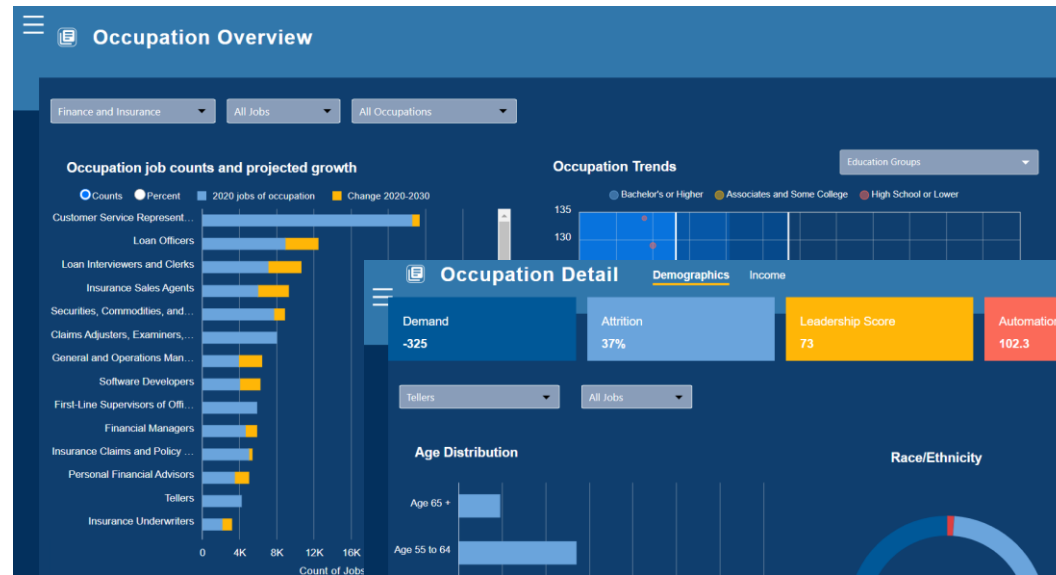 Occupation Overview
Finance and Insurance
All Jobs
All Occupations
Occupation job counts and projected growth
Counts
Percent
2020 jobs of occupation
Change 2020-2030
Customer Service Represent...
Loan Officers
Loan Interviewers and Clerks
Insurance Sales Agents
Securities, Commodities, and...
Claims Adjusters, Examiners,...
General and Operations Man...
Software Developers
First-Line Supervisors of Offi...
Financial Managers
Insurance Claims and Policy ...
Personal Financial Advisors
Tellers
Insurance Underwriters
0 4K 8K 12K 16K
Count of Jobs
Occupation Trends
Education Groups
Bachelor's or Higher
Associates and Some College
High School or Lower
135
130
Occupation Detail
Demographics
Income
Demand
-325
Attrition
37%
Leadership Score
73
Automation
102.3
Tellers
All Jobs
Age Distribution
Age 65 +
Age 55 to 64
Race/Ethnicity